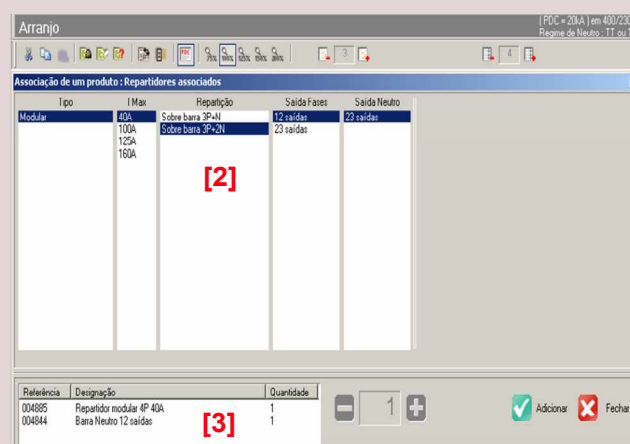 Arranjo
[ PDC = 20kA ] em 400/230
Regime de Neutro : TT ou
3
4
Associação de um produto : Repartidores associados
Tipo I Max Repartição Saída Fases Saída Neutro
Modular 40A Sobre barra 3P+N 12 saídas 23 saídas
100A Sobre barra 3P+2N 23 saídas
125A
160A
[2]
Referência Designação Quantidade
004885 Repartidor modular 4P 40A 1
004844 Barra Neutro 12 saídas 1
[3]
1
Adicionar Fechar